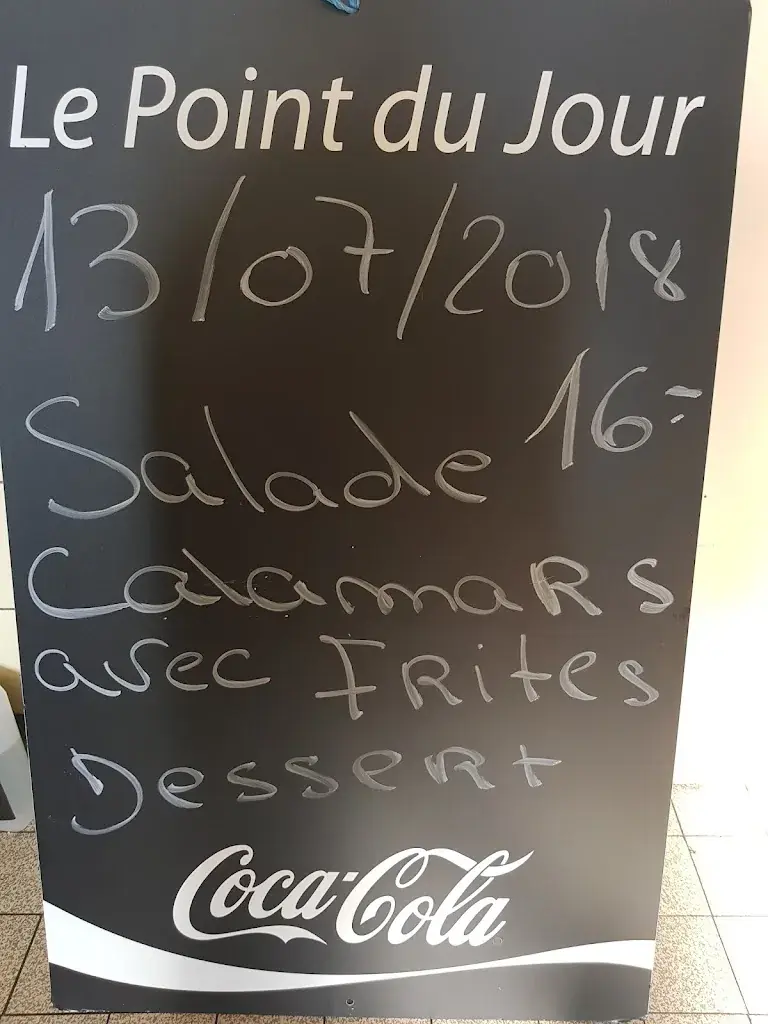 Le Point du Jour
13/07/2018
16=
Salade
Calamars
avec Frites
Dessert
Coca-Cola